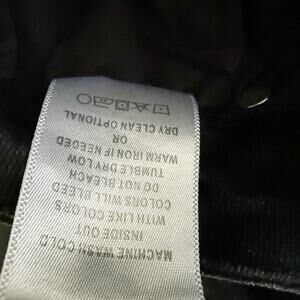 MACHINE WASH COLD
INSIDE OUT
WITH LIKE COLORS
COLORS WILL BLEED
DO NOT BLEACH
TUMBLE DRY LOW
WARM IRON IF NEEDED
OR
DRY CLEAN OPTIONAL